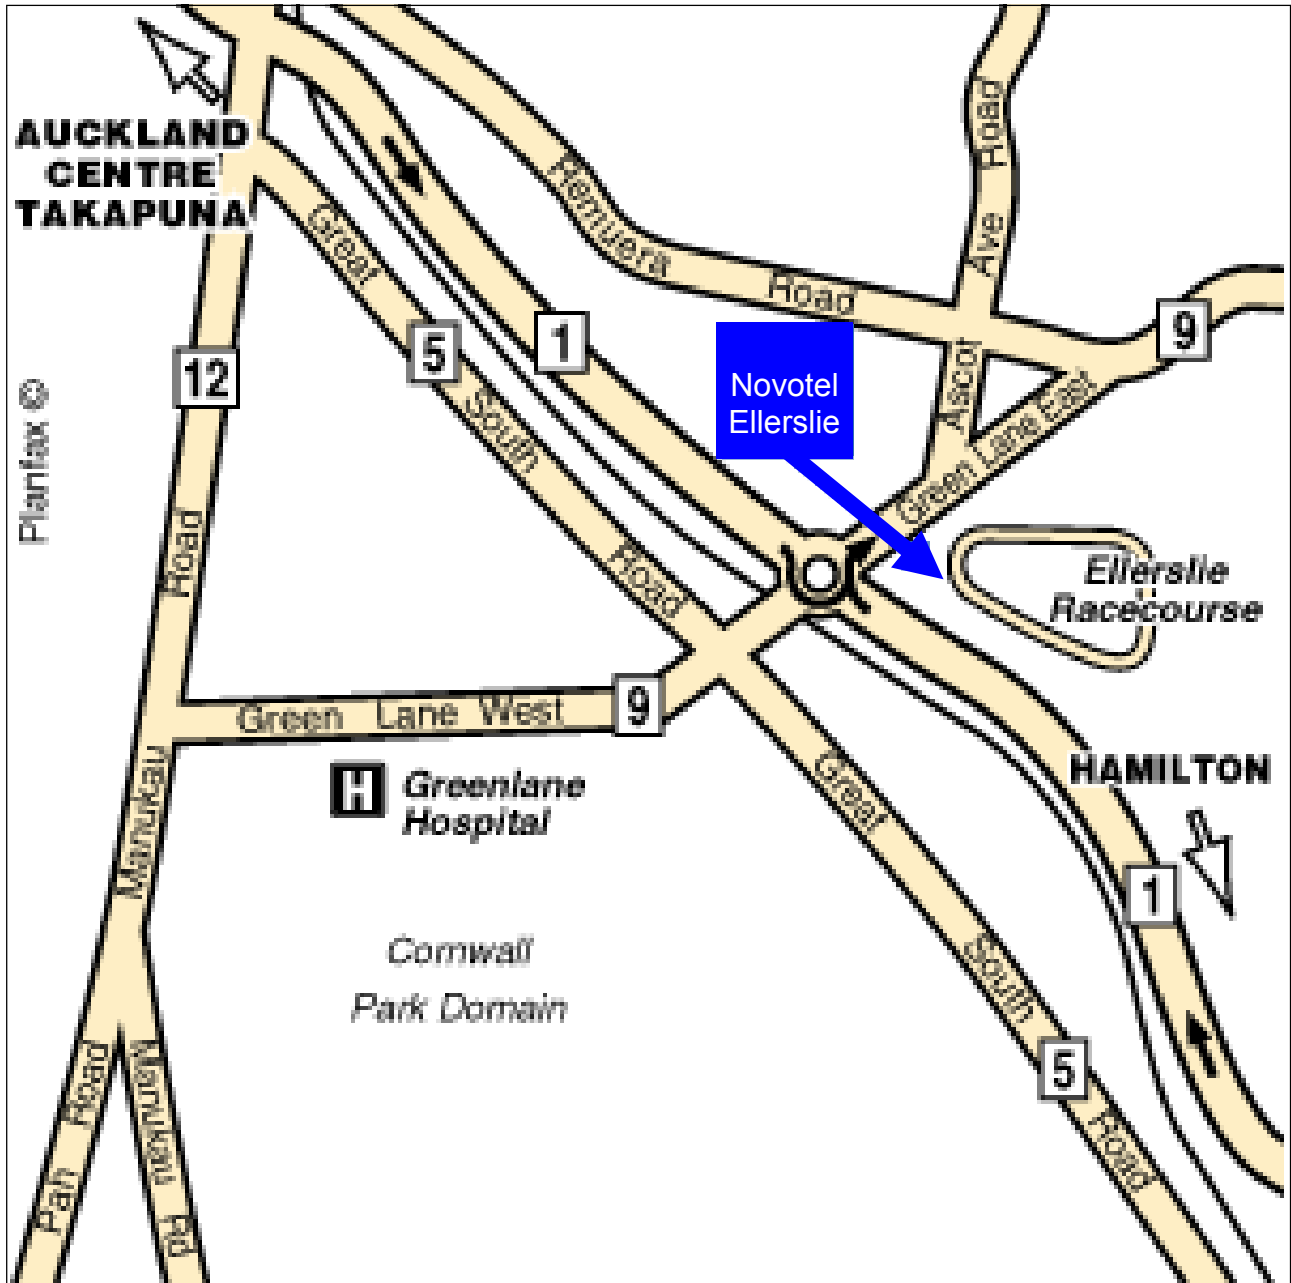 AUCKLAND
CENTRE
TAKAPUNA
Remuera Road
Ave Road
Ascot
9
Great South Road
5
1
12
Novotel
Ellerslie
Green Lane East
Planfax ©
Ellerslie
Racecourse
Manukau Road
Green Lane West
9
H
Greenlane
Hospital
HAMILTON
1
Great South Road
5
Cornwall
Park Domain
Pah Road
Manukau Rd